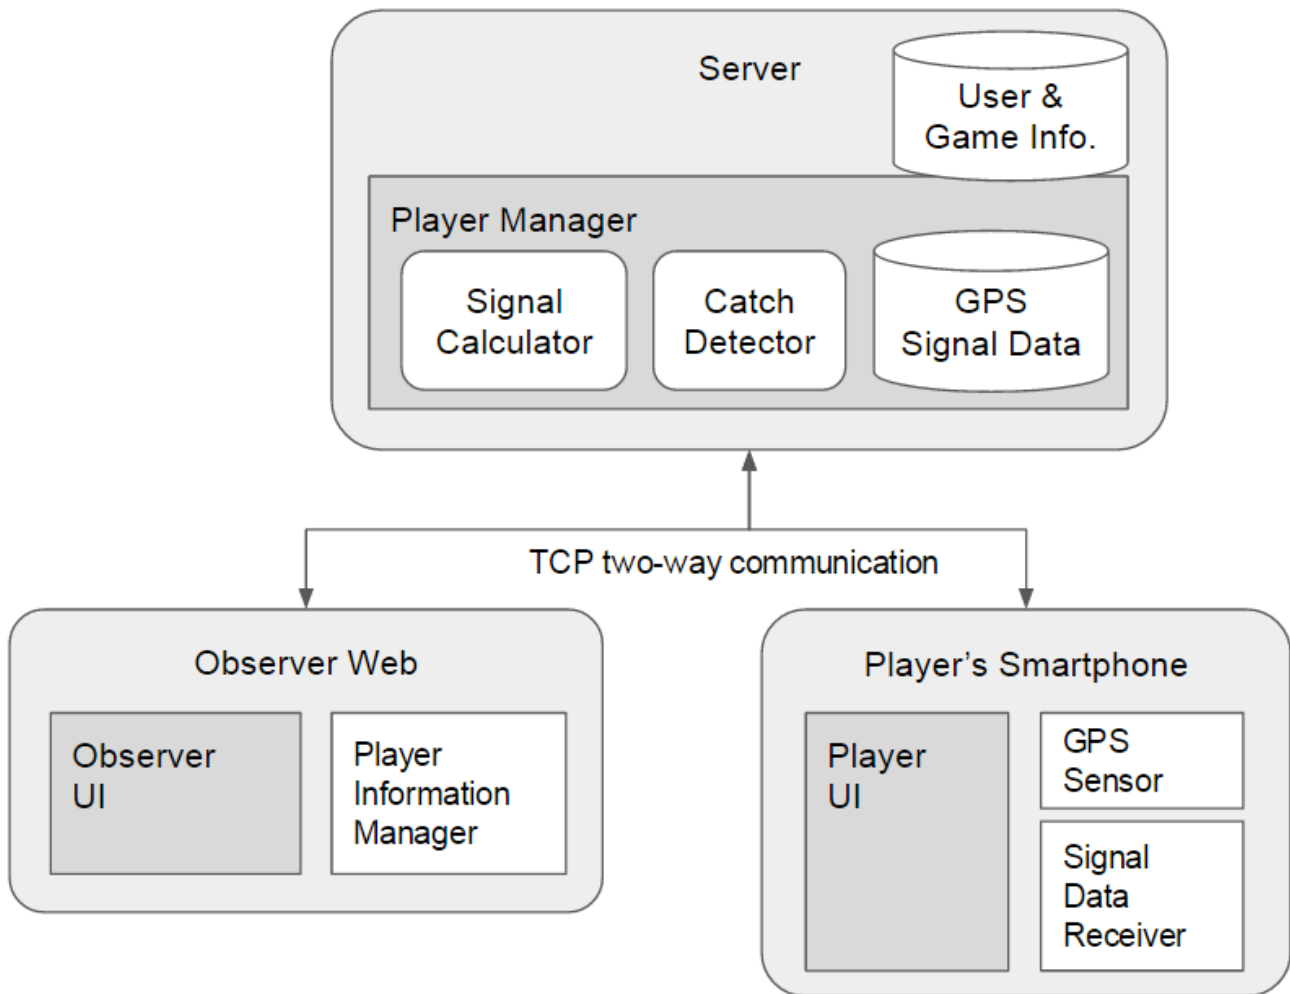 Server
User &
Game Info.
Player Manager
Signal
Calculator
Catch
Detector
GPS
Signal Data
TCP two-way communication
Observer Web
Observer
UI
Player
Information
Manager
Player’s Smartphone
Player
UI
GPS
Sensor
Signal
Data
Receiver